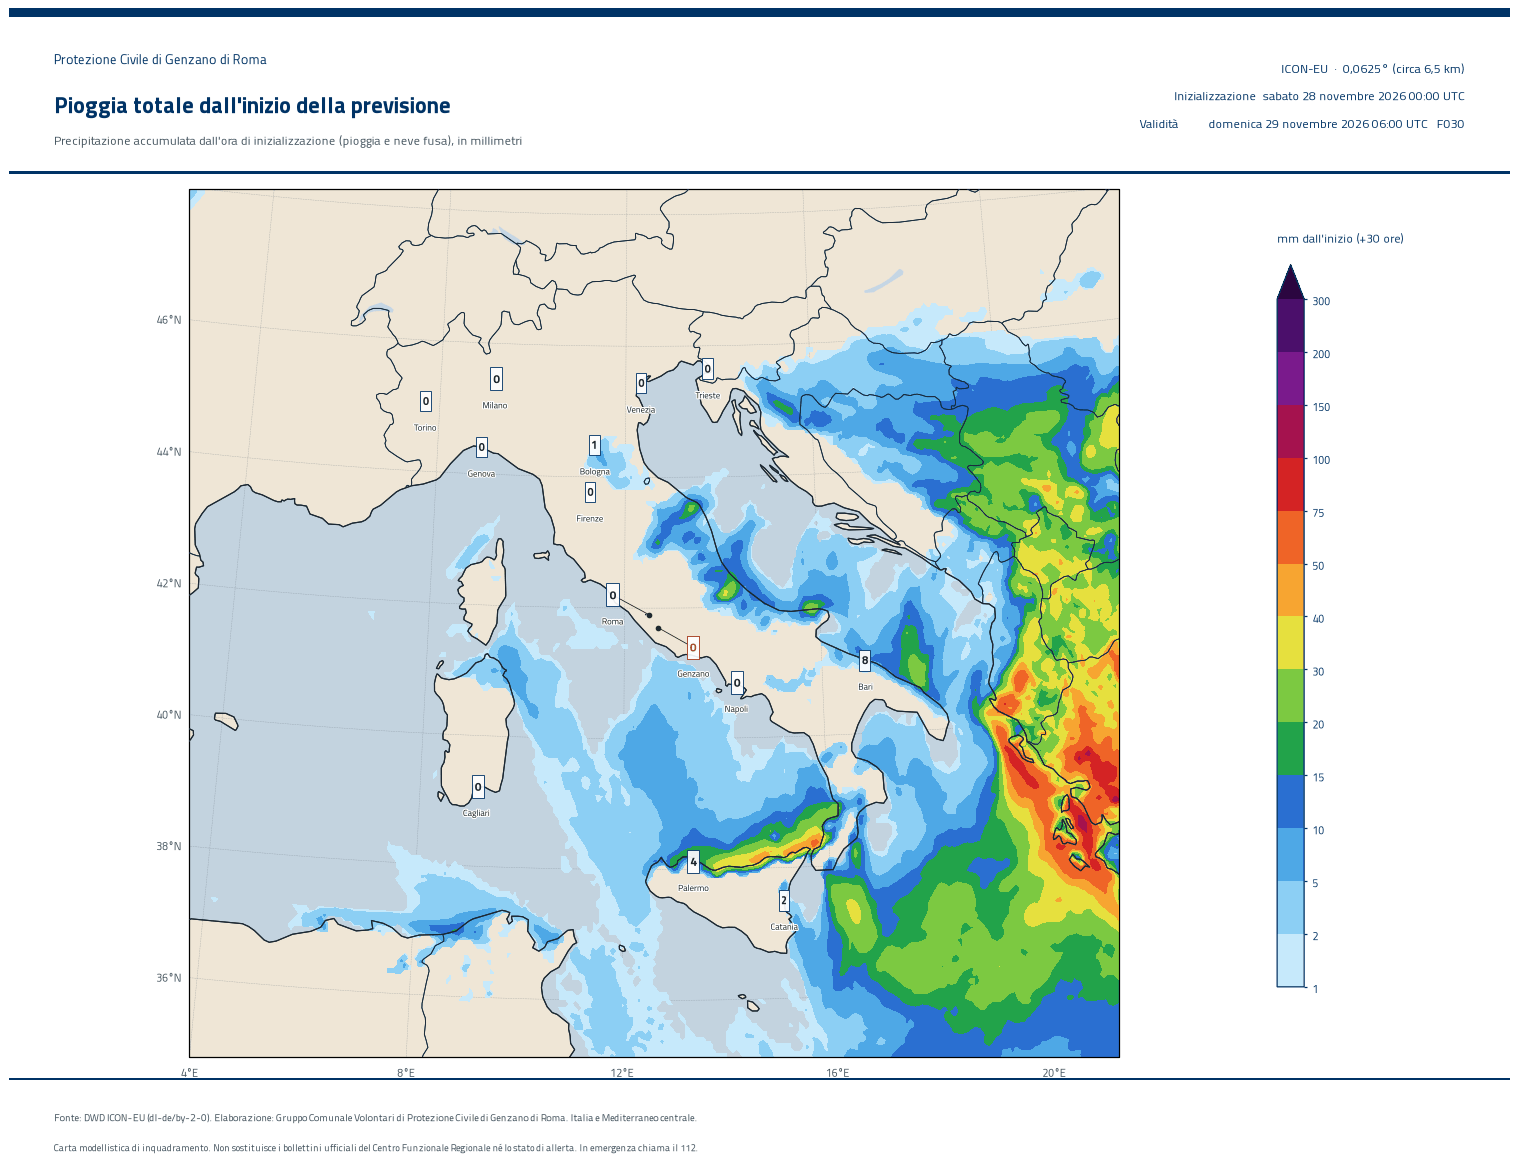 Protezione Civile di Genzano di Roma
Pioggia totale dall'inizio della previsione
Precipitazione accumulata dall'ora di inizializzazione (pioggia e neve fusa), in millimetri
ICON-EU · 0,0625° (circa 6,5 km)
Inizializzazione sabato 28 novembre 2026 00:00 UTC
Validità domenica 29 novembre 2026 06:00 UTC F030
mm dall'inizio (+30 ore)
300
200
150
100
75
50
40
30
20
15
10
5
2
1
46°N
44°N
42°N
40°N
38°N
36°N
4°E
8°E
12°E
16°E
20°E
0
Trieste
0
Milano
0
Venezia
0
Torino
1
Bologna
0
Genova
0
Firenze
0
Roma
0
Genzano
8
Bari
0
Napoli
0
Cagliari
4
Palermo
2
Catania
Fonte: DWD ICON-EU (dl-de/by-2-0). Elaborazione: Gruppo Comunale Volontari di Protezione Civile di Genzano di Roma. Italia e Mediterraneo centrale.
Carta modellistica di inquadramento. Non sostituisce i bollettini ufficiali del Centro Funzionale Regionale né lo stato di allerta. In emergenza chiama il 112.